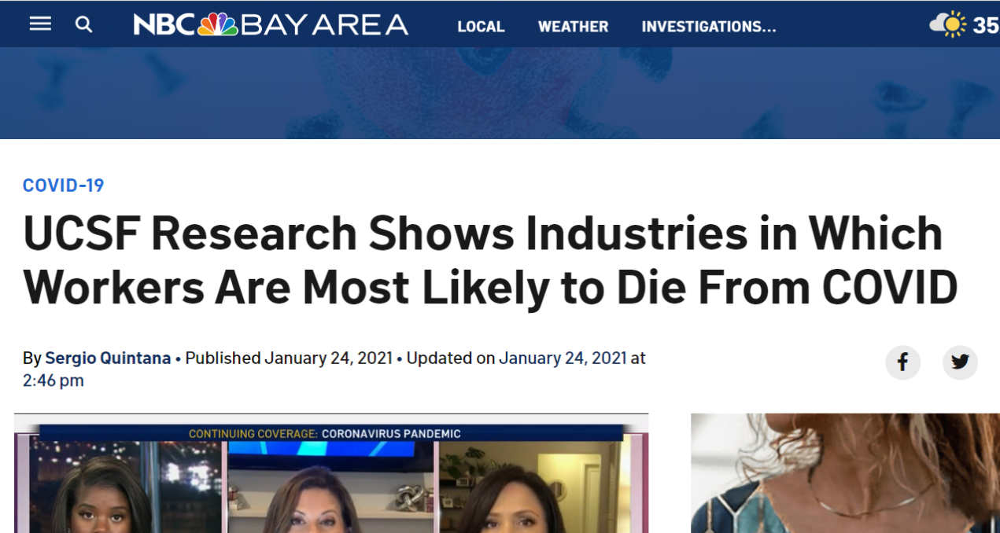 NBC BAY AREA LOCAL WEATHER INVESTIGATIONS... 35
COVID-19
UCSF Research Shows Industries in Which
Workers Are Most Likely to Die From COVID
By Sergio Quintana • Published January 24, 2021 • Updated on January 24, 2021 at
2:46 pm
CONTINUING COVERAGE: CORONAVIRUS PANDEMIC